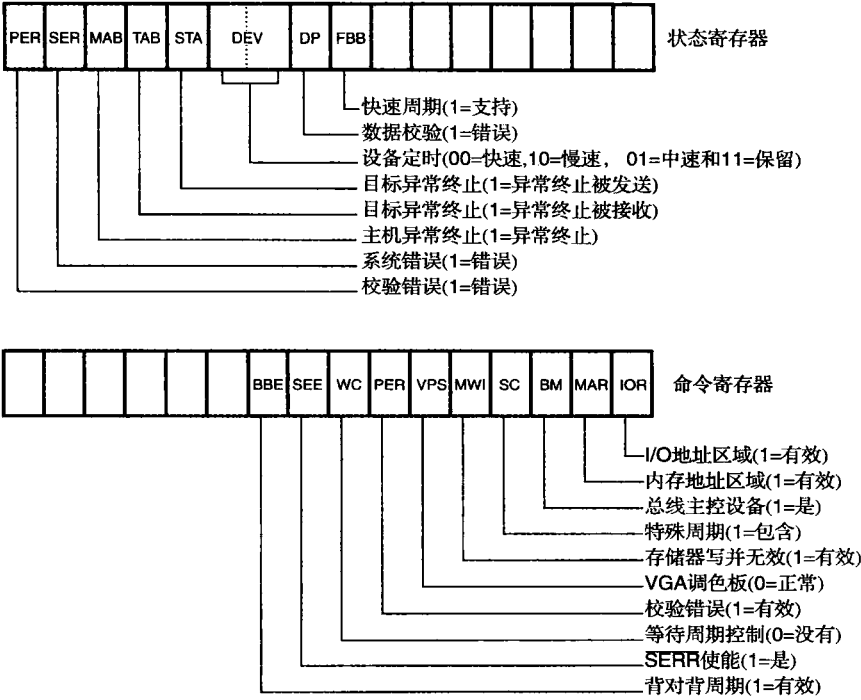 PER SER MAB TAB STA DEV DP FBB 状态寄存器
快速周期(1=支持)
数据校验(1=错误)
设备定时(00=快速,10=慢速, 01=中速和11=保留)
目标异常终止(1=异常终止被发送)
目标异常终止(1=异常终止被接收)
主机异常终止(1=异常终止)
系统错误(1=错误)
校验错误(1=错误)
BBE SEE WC PER VPS MWI SC BM MAR IOR 命令寄存器
I/O地址区域(1=有效)
内存地址区域(1=有效)
总线主控设备(1=是)
特殊周期(1=包含)
存储器写并无效(1=有效)
VGA调色板(0=正常)
校验错误(1=有效)
等待周期控制(0=没有)
S̅E̅R̅R̅使能(1=是)
背对背周期(1=有效)